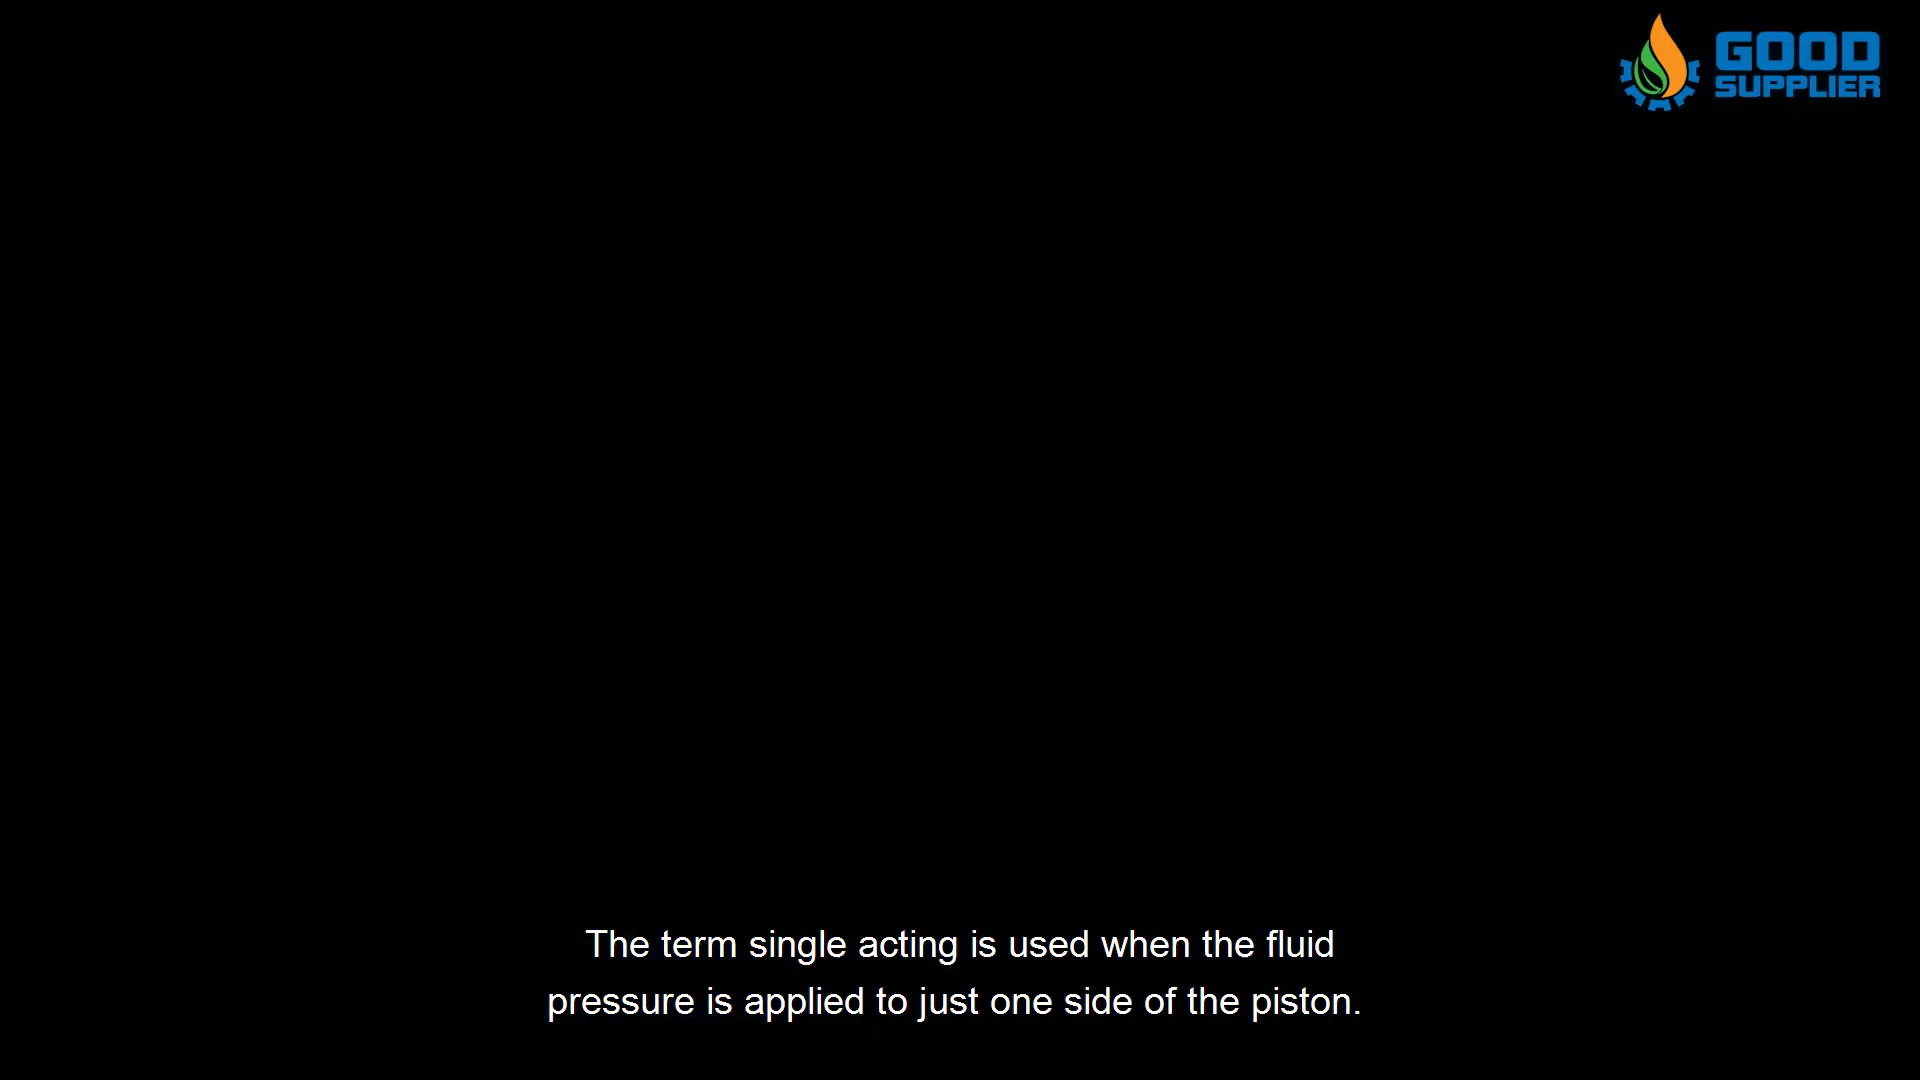 GOOD
SUPPLIER
The term single acting is used when the fluid
pressure is applied to just one side of the piston.